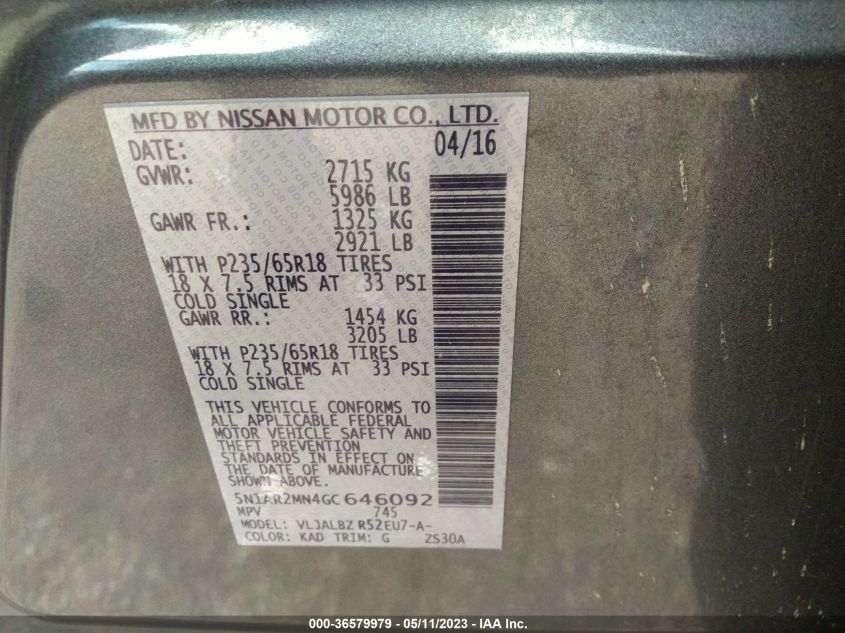 MFD BY NISSAN MOTOR CO., LTD.
DATE: 04/16
GVWR: 2715 KG
5986 LB
GAWR FR.: 1325 KG
2921 LB
WITH P235/65R18 TIRES
18 X 7.5 RIMS AT 33 PSI
COLD SINGLE
GAWR RR.: 1454 KG
3205 LB
WITH P235/65R18 TIRES
18 X 7.5 RIMS AT 33 PSI
COLD SINGLE
THIS VEHICLE CONFORMS TO
ALL APPLICABLE FEDERAL
MOTOR VEHICLE SAFETY AND
THEFT PREVENTION
STANDARDS IN EFFECT ON
THE DATE OF MANUFACTURE
SHOWN ABOVE.
5N1AR2MN4GC646092
MPV 745
MODEL: VLJALBZ R52EU7-A-
COLOR: KAD TRIM: G ZS30A
000-36579979 - 05/11/2023 - IAA Inc.